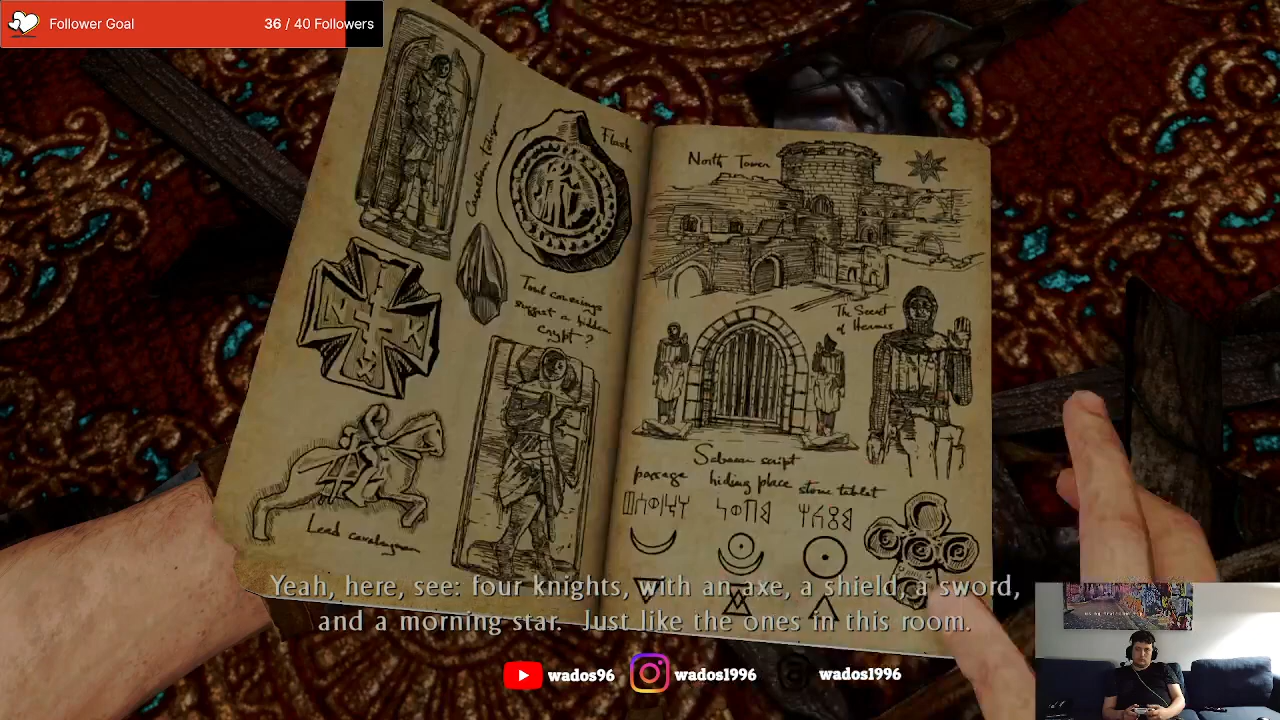 Follower Goal
36 / 40 Followers
Flask
Tool coverings
suggest a hidden
crypt?
Lead cavalryman
North Tower
The Secret
of Hermes
Sabaean script
passage
hiding place
stone tablet
Yeah, here, see: four knights, with an axe, a shield, a sword,
and a morning star. Just like the ones in this room.
wados96
wados1996
wados1996